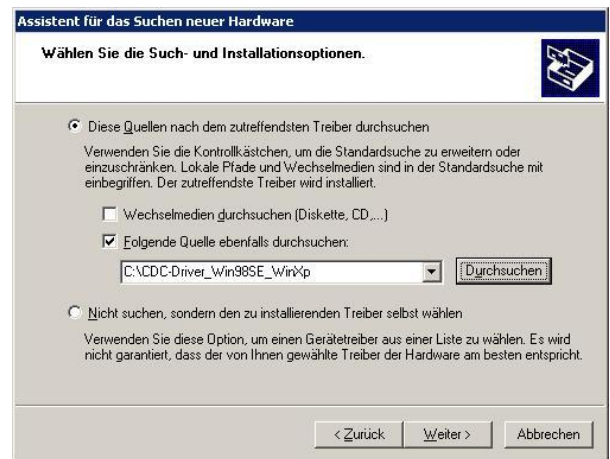 Assistent für das Suchen neuer Hardware
Wählen Sie die Such- und Installationsoptionen.
Diese Quellen nach dem zutreffendsten Treiber durchsuchen
Verwenden Sie die Kontrollkästchen, um die Standardsuche zu erweitern oder
einzuschränken. Lokale Pfade und Wechselmedien sind in der Standardsuche mit
einbegriffen. Der zutreffendste Treiber wird installiert.
Wechselmedien durchsuchen (Diskette, CD,...)
Folgende Quelle ebenfalls durchsuchen:
C:\CDC-Driver_Win98SE_WinXp
Durchsuchen
Nicht suchen, sondern den zu installierenden Treiber selbst wählen
Verwenden Sie diese Option, um einen Gerätetreiber aus einer Liste zu wählen. Es wird
nicht garantiert, dass der von Ihnen gewählte Treiber der Hardware am besten entspricht.
< Zurück Weiter > Abbrechen